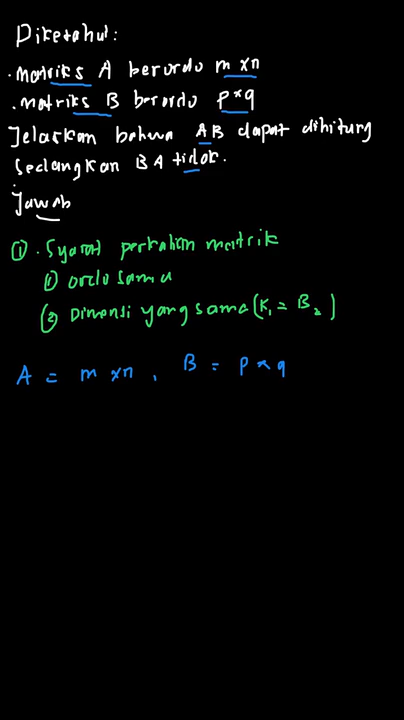 Diketahui:
• Matriks A berordo m x n
• Matriks B berordo p x q
Jelaskan bahwa AB dapat dihitung
sedangkan BA tidak.
Jawab
① . Syarat perkalian matrik
① ordo sama
② Dimensi yang sama (K₁ = B₂)
A = m x n , B = p x q